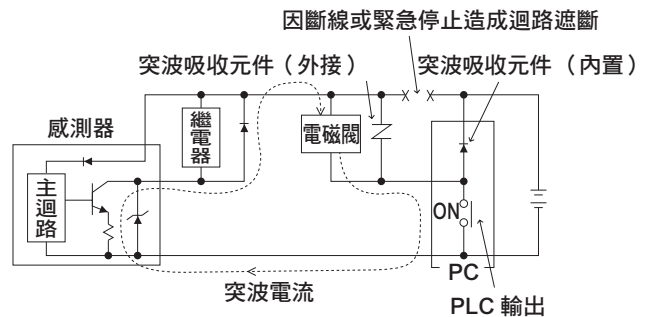 因斷線或緊急停止造成迴路遮斷
突波吸收元件（外接）
突波吸收元件（內置）
感測器
繼電器
電磁閥
主迴路
ON
PC
突波電流
PLC 輸出